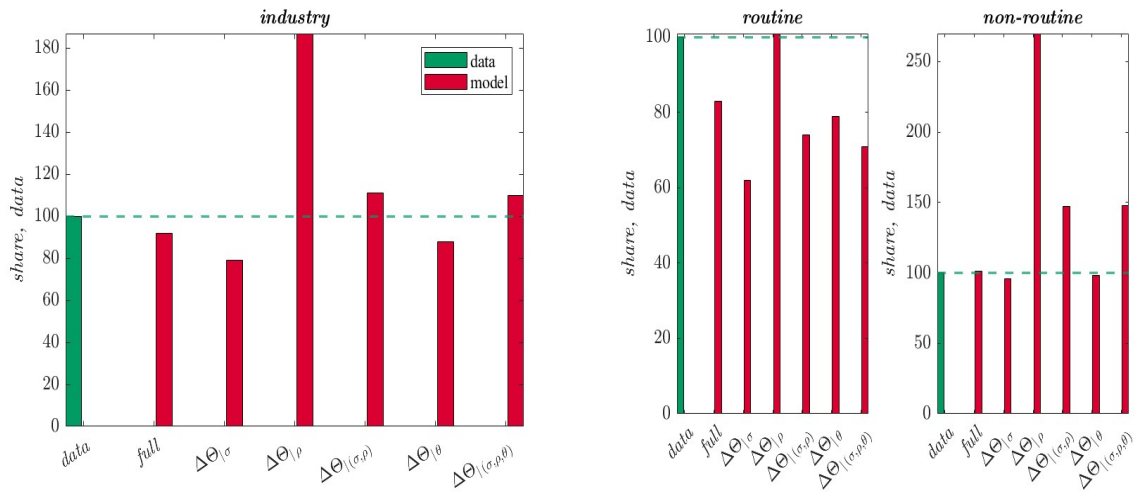 industry
share, data
180
160
140
120
100
80
60
40
20
0
data
model
data
full
ΔΘ|σ
ΔΘ|ρ
ΔΘ|(σ,ρ)
ΔΘ|θ
ΔΘ|(σ,ρ,θ)
routine
share, data
100
80
60
40
20
0
data
full
ΔΘ|σ
ΔΘ|ρ
ΔΘ|(σ,ρ)
ΔΘ|θ
ΔΘ|(σ,ρ,θ)
non-routine
share, data
250
200
150
100
50
0
data
full
ΔΘ|σ
ΔΘ|ρ
ΔΘ|(σ,ρ)
ΔΘ|θ
ΔΘ|(σ,ρ,θ)